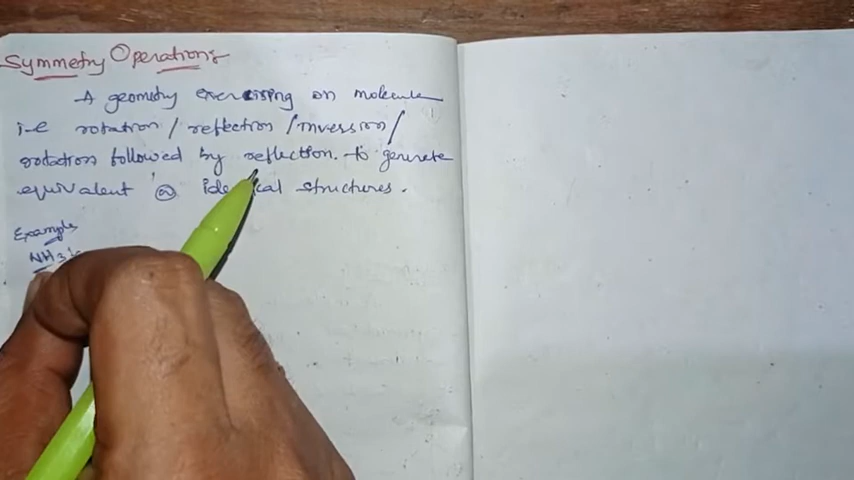 Symmetry Operations
A geometry exercising on molecule
i.e rotation / reflection / inversion /
rotation followed by reflection. to generate
equivalent identical structures.
Example
NH3